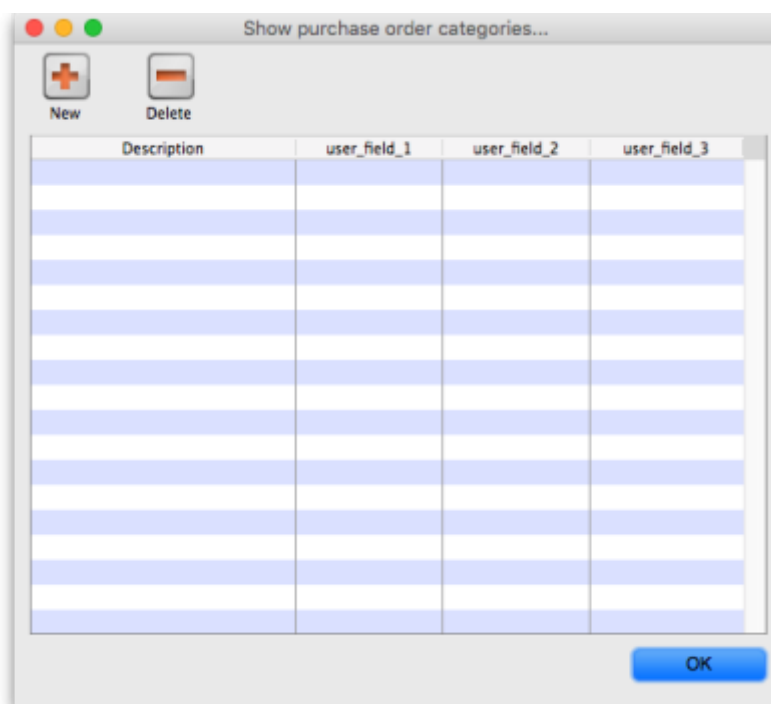 Show purchase order categories...
New Delete
Description user_field_1 user_field_2 user_field_3
OK